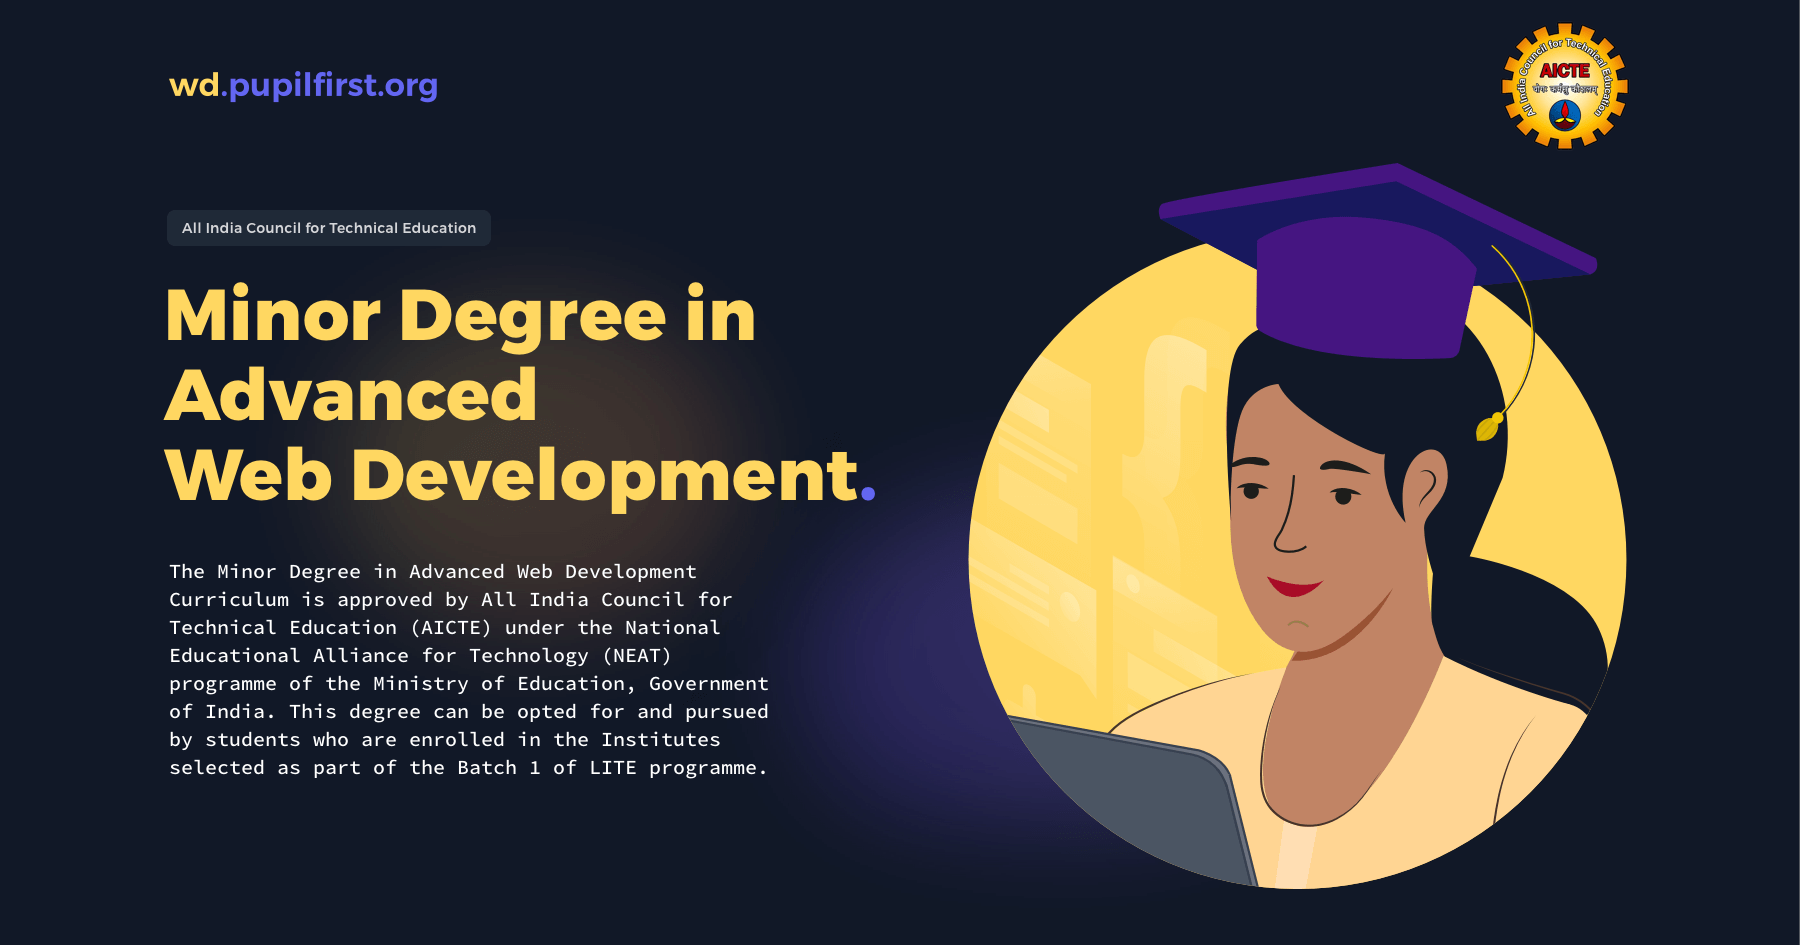 wd.pupilfirst.org
All India Council for Technical Education
AICTE
योगः कर्मसु कौशलम्
All India Council for Technical Education
Minor Degree in
Advanced
Web Development.
The Minor Degree in Advanced Web Development
Curriculum is approved by All India Council for
Technical Education (AICTE) under the National
Educational Alliance for Technology (NEAT)
programme of the Ministry of Education, Government
of India. This degree can be opted for and pursued
by students who are enrolled in the Institutes
selected as part of the Batch 1 of LITE programme.